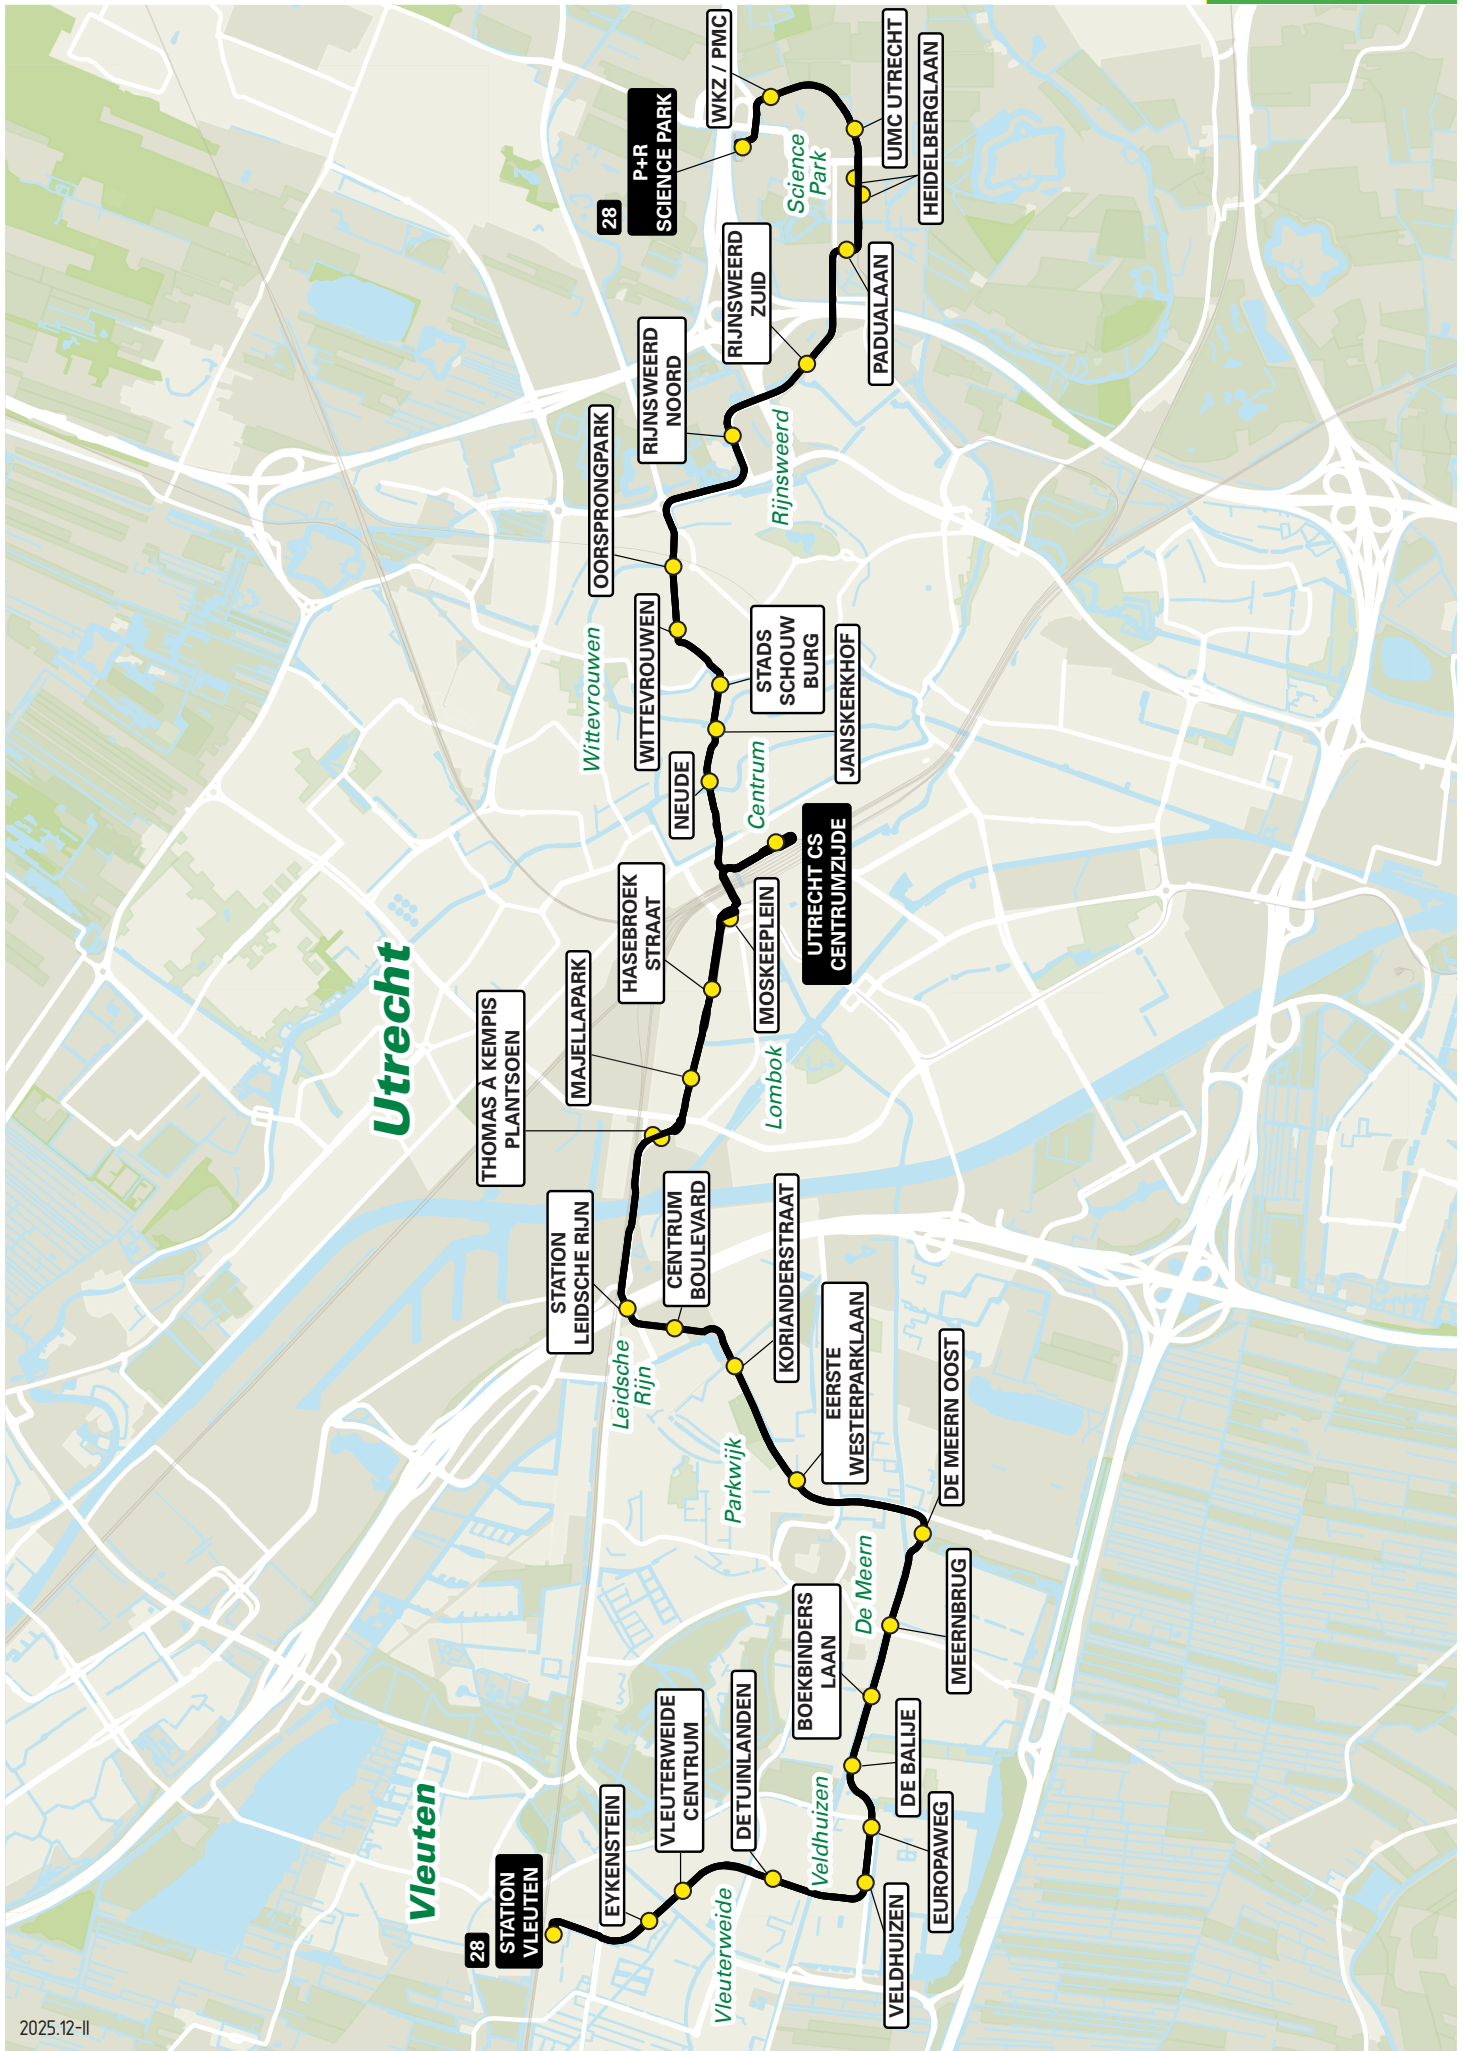 28
STATION
VLEUTEN
Vleuten
EYKENSTEIN
VLEUTERWEIDE
CENTRUM
Vleuterweide
DE TUINLANDEN
Veldhuizen
VELDHUIZEN
EUROPAWEG
DE BALIJE
BOEKBINDERS
LAAN
MEERNBRUG
De Meern
DE MEERN OOST
EERSTE
WESTERPARKLAAN
Parkwijk
KORIANDERSTRAAT
CENTRUM
BOULEVARD
Leidsche
Rijn
STATION
LEIDSCHE RIJN
THOMAS À KEMPIS
PLANTSOEN
Utrecht
MAJELLAPARK
Lombok
HASEBROEK
STRAAT
MOSKEEPLEIN
UTRECHT CS
CENTRUMZIJDE
Centrum
NEUDE
JANSKERKHOF
STADS
SCHOUW
BURG
WITTEVROUWEN
Wittevrouwen
OORSPRONGPARK
RIJNSWEERD
NOORD
Rijnsweerd
RIJNSWEERD
ZUID
PADUALAAN
HEIDELBERGLAAN
UMC UTRECHT
Science
Park
WKZ / PMC
28
P+R
SCIENCE PARK
2025.12-II